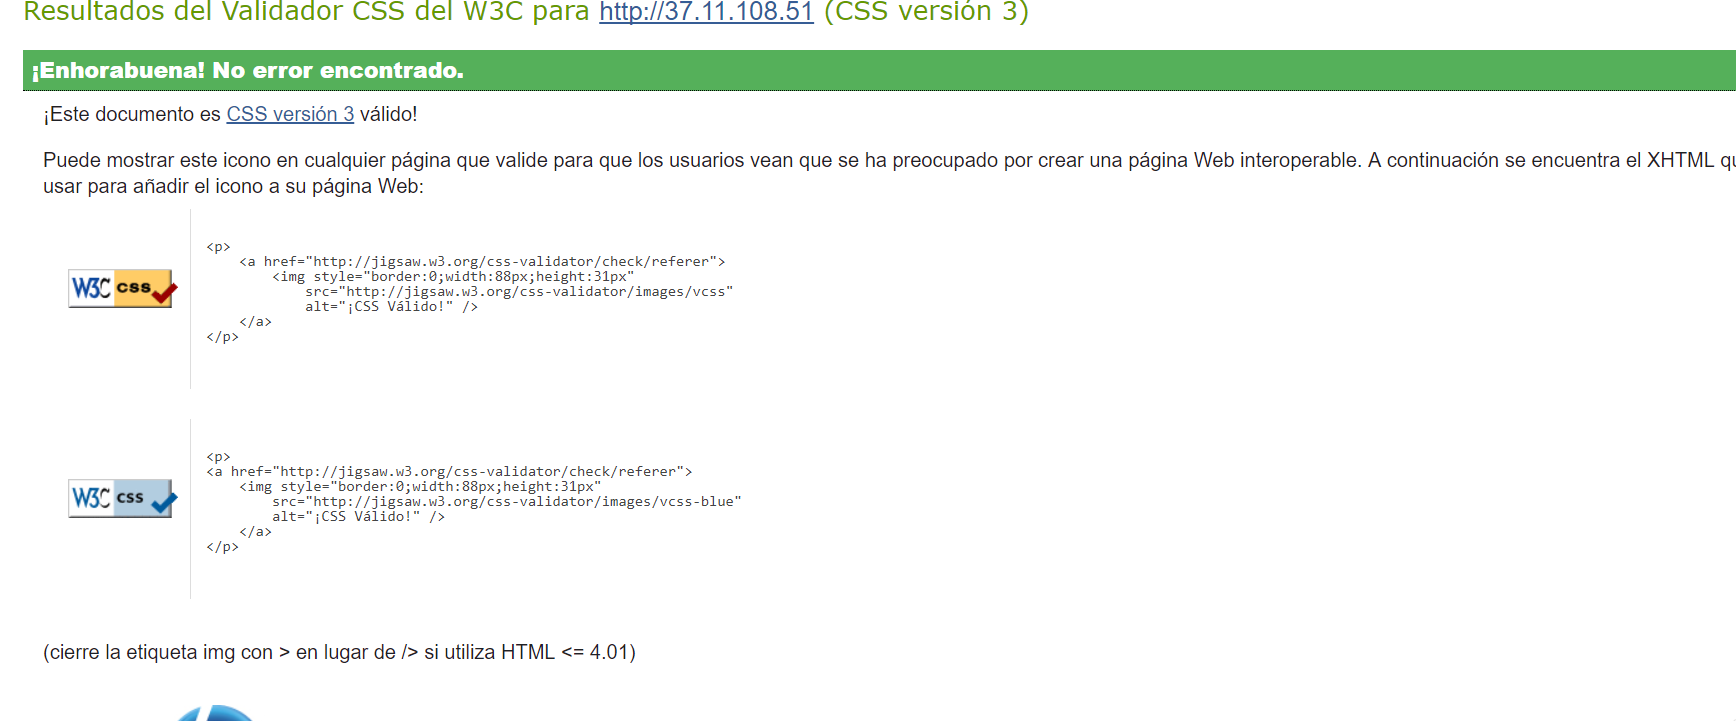 Resultados del Validador CSS del W3C para http://37.11.108.51 (CSS versión 3)
¡Enhorabuena! No error encontrado.
¡Este documento es CSS versión 3 válido!
Puede mostrar este icono en cualquier página que valide para que los usuarios vean que se ha preocupado por crear una página Web interoperable. A continuación se encuentra el XHTML
usar para añadir el icono a su página Web:
<p>
<a href="http://jigsaw.w3.org/css-validator/check/referer">
<img style="border:0;width:88px;height:31px"
W3C css
src="http://jigsaw.w3.org/css-validator/images/vcss"
alt="¡CSS Válido!" />
</a>
</p>
<p>
<a href="http://jigsaw.w3.org/css-validator/check/referer">
<img style="border:0;width:88px;height:31px"
W3C css
src="http://jigsaw.w3.org/css-validator/images/vcss-blue"
alt="¡CSS Válido!" />
</a>
</p>
(cierre la etiqueta img con > en lugar de /> si utiliza HTML <= 4.01)